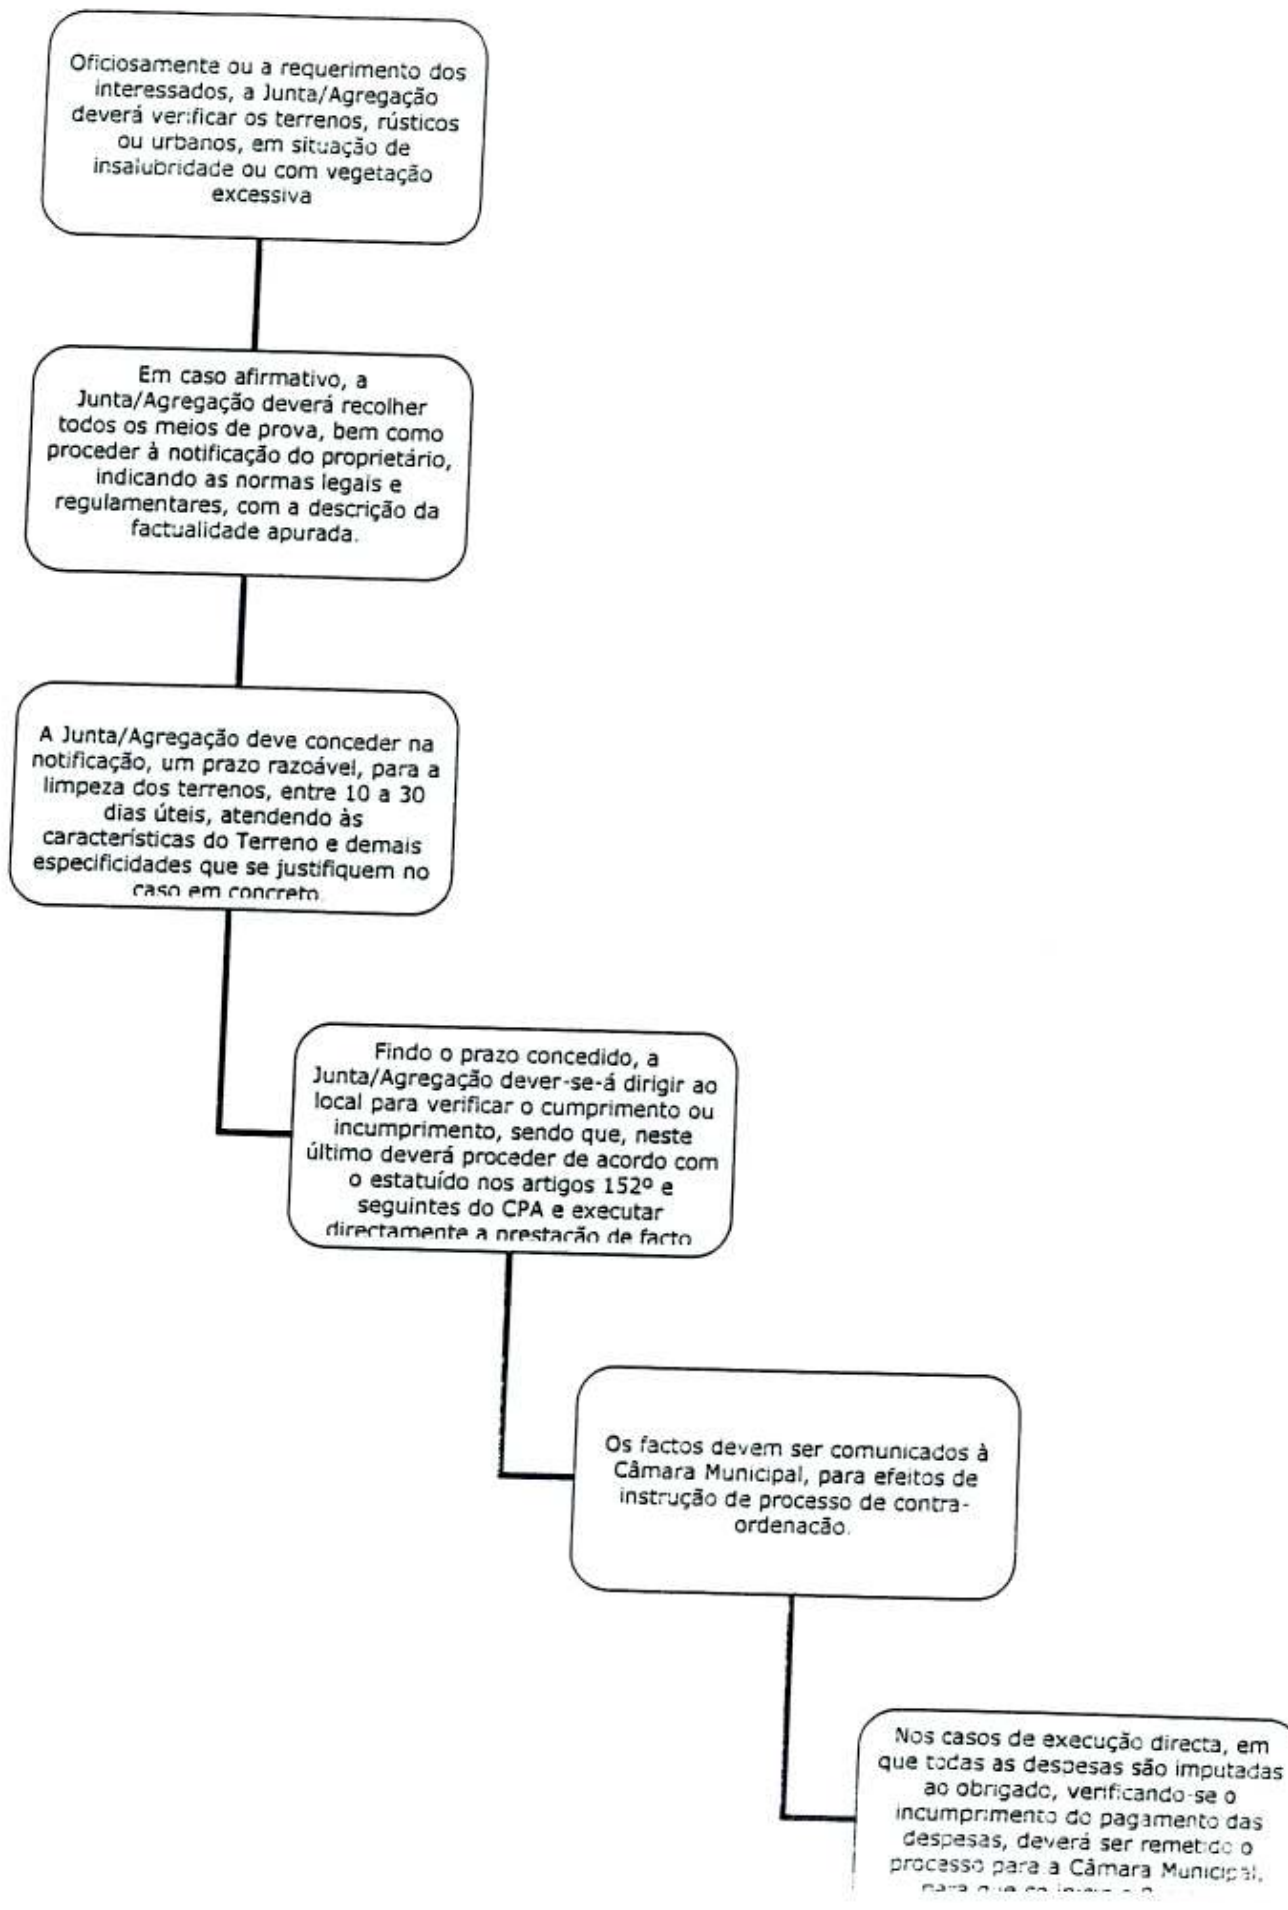 Oficiosamente ou a requerimento dos
interessados, a Junta/Agregação
deverá verificar os terrenos, rústicos
ou urbanos, em situação de
insalubridade ou com vegetação
excessiva
Em caso afirmativo, a
Junta/Agregação deverá recolher
todos os meios de prova, bem como
proceder à notificação do proprietário,
indicando as normas legais e
regulamentares, com a descrição da
factualidade apurada.
A Junta/Agregação deve conceder na
notificação, um prazo razoável, para a
limpeza dos terrenos, entre 10 a 30
dias úteis, atendendo às
características do Terreno e demais
especificidades que se justifiquem no
caso em concreto.
Findo o prazo concedido, a
Junta/Agregação dever-se-á dirigir ao
local para verificar o cumprimento ou
incumprimento, sendo que, neste
último deverá proceder de acordo com
o estatuído nos artigos 152º e
seguintes do CPA e executar
directamente a prestação de facto
Os factos devem ser comunicados à
Câmara Municipal, para efeitos de
instrução de processo de contra-
ordenacão.
Nos casos de execução directa, em
que todas as despesas são imputadas
ao obrigado, verificando-se o
incumprimento do pagamento das
despesas, deverá ser remetido o
processo para a Câmara Municipal,
para que se